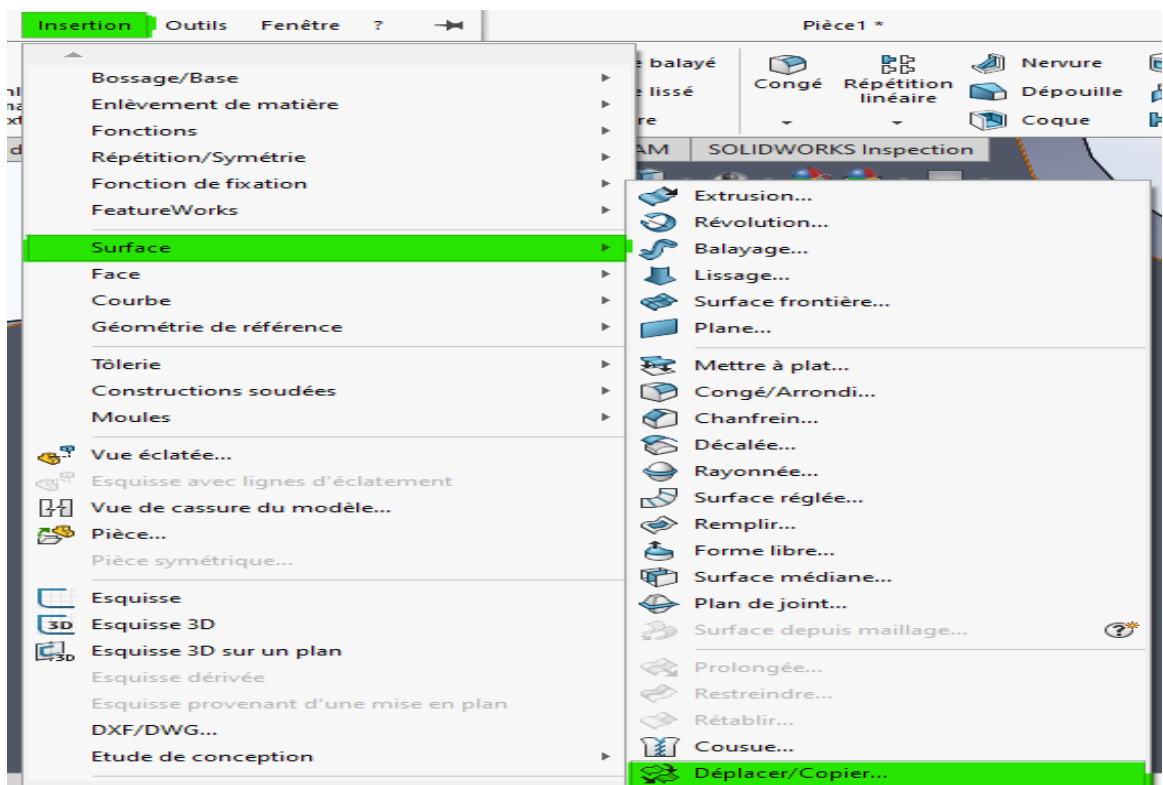 Insertion Outils Fenêtre ? Pièce1 *
balayé
lissé
Congé
Répétition
linéaire
Nervure
Dépouille
Coque
SOLIDWORKS Inspection
Bossage/Base
Enlèvement de matière
Fonctions
Répétition/Symétrie
Fonction de fixation
FeatureWorks
Surface
Face
Courbe
Géométrie de référence
Tôlerie
Constructions soudées
Moules
Vue éclatée...
Esquisse avec lignes d'éclatement
Vue de cassure du modèle...
Pièce...
Pièce symétrique...
Esquisse
3D Esquisse 3D
3D Esquisse 3D sur un plan
Esquisse dérivée
Esquisse provenant d'une mise en plan
DXF/DWG...
Etude de conception
Extrusion...
Révolution...
Balayage...
Lissage...
Surface frontière...
Plane...
Mettre à plat...
Congé/Arrondi...
Chanfrein...
Décalée...
Rayonnée...
Surface réglée...
Remplir...
Forme libre...
Surface médiane...
Plan de joint...
Surface depuis maillage...
Prolongée...
Restreindre...
Rétablir...
Cousue...
Déplacer/Copier...